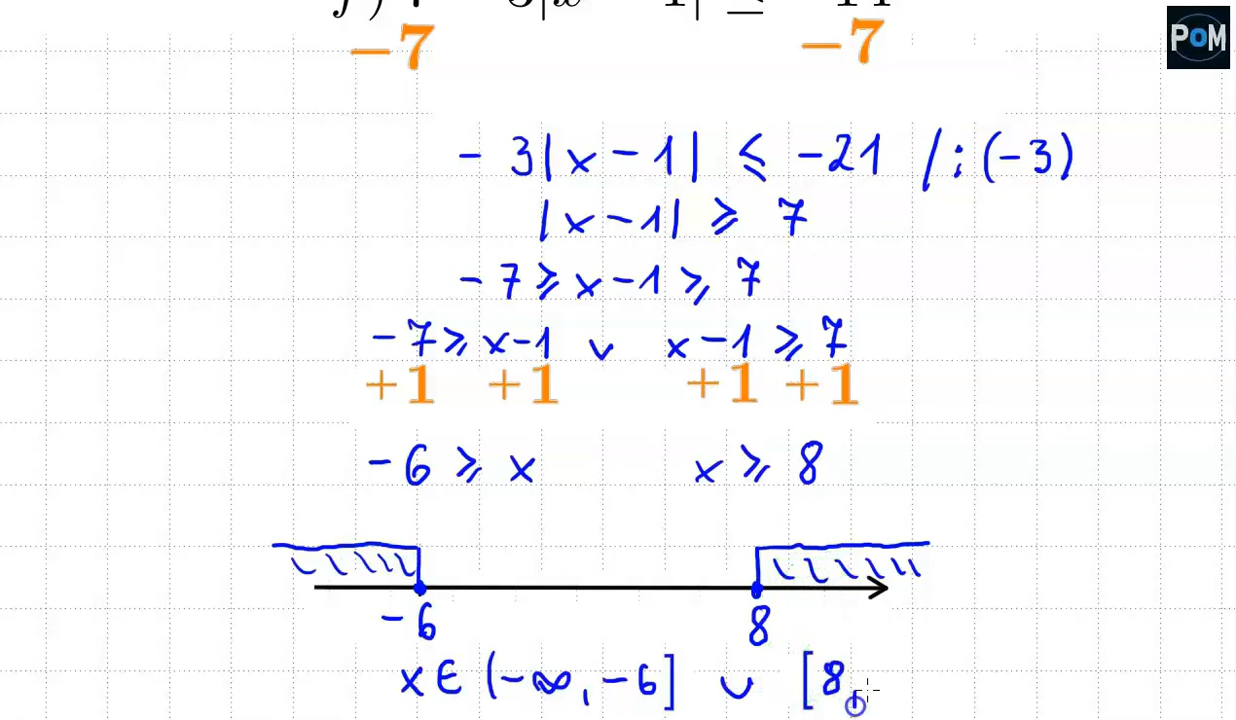 PoM
-7 -7
- 3|x - 1| ≤ -21 /:(-3)
|x - 1| ≥ 7
- 7 ≥ x - 1 ≥ 7
-7 ≥ x-1 ∨ x - 1 ≥ 7
+1 +1 +1 +1
-6 ≥ x x ≥ 8
-6 8
x ∈ (-∞, -6] ∪ [8,